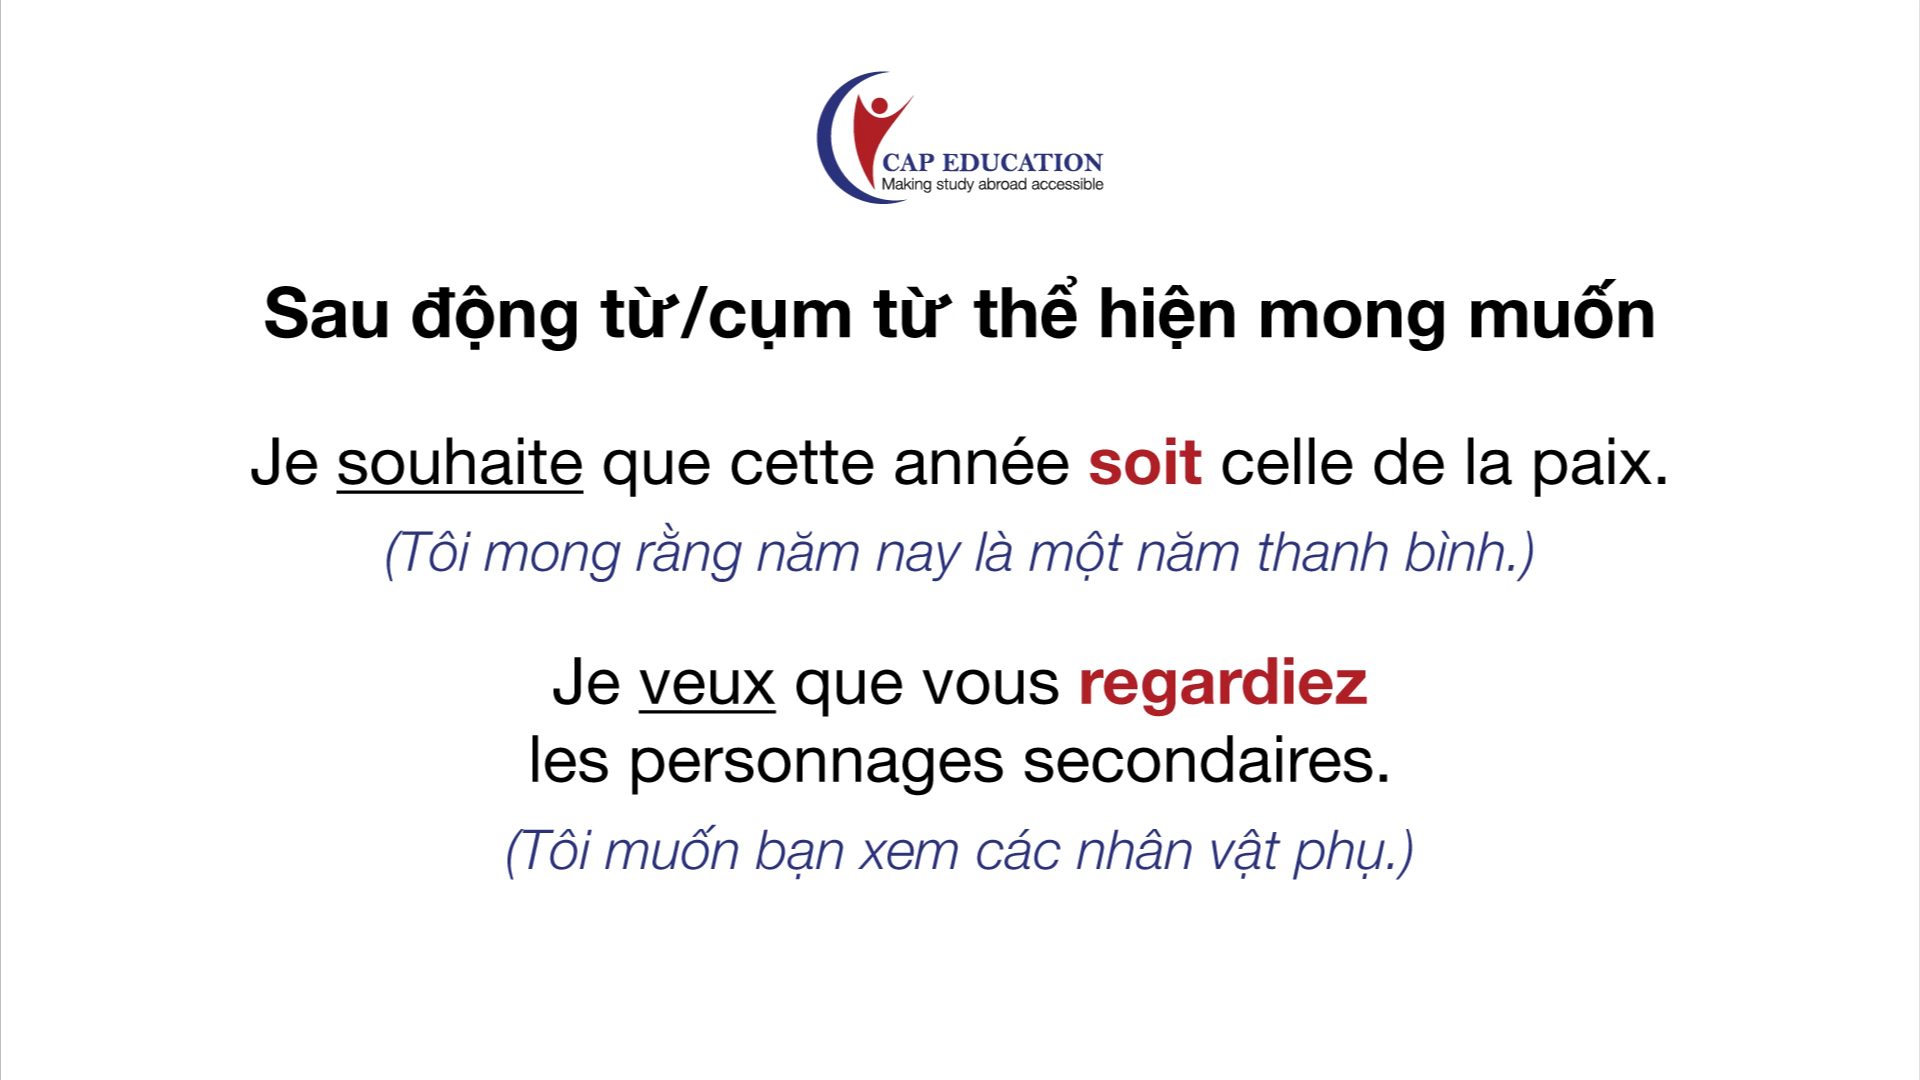 CAP EDUCATION
Making study abroad accessible
Sau động từ/cụm từ thể hiện mong muốn
Je souhaite que cette année soit celle de la paix.
(Tôi mong rằng năm nay là một năm thanh bình.)
Je veux que vous regardiez
les personnages secondaires.
(Tôi muốn bạn xem các nhân vật phụ.)